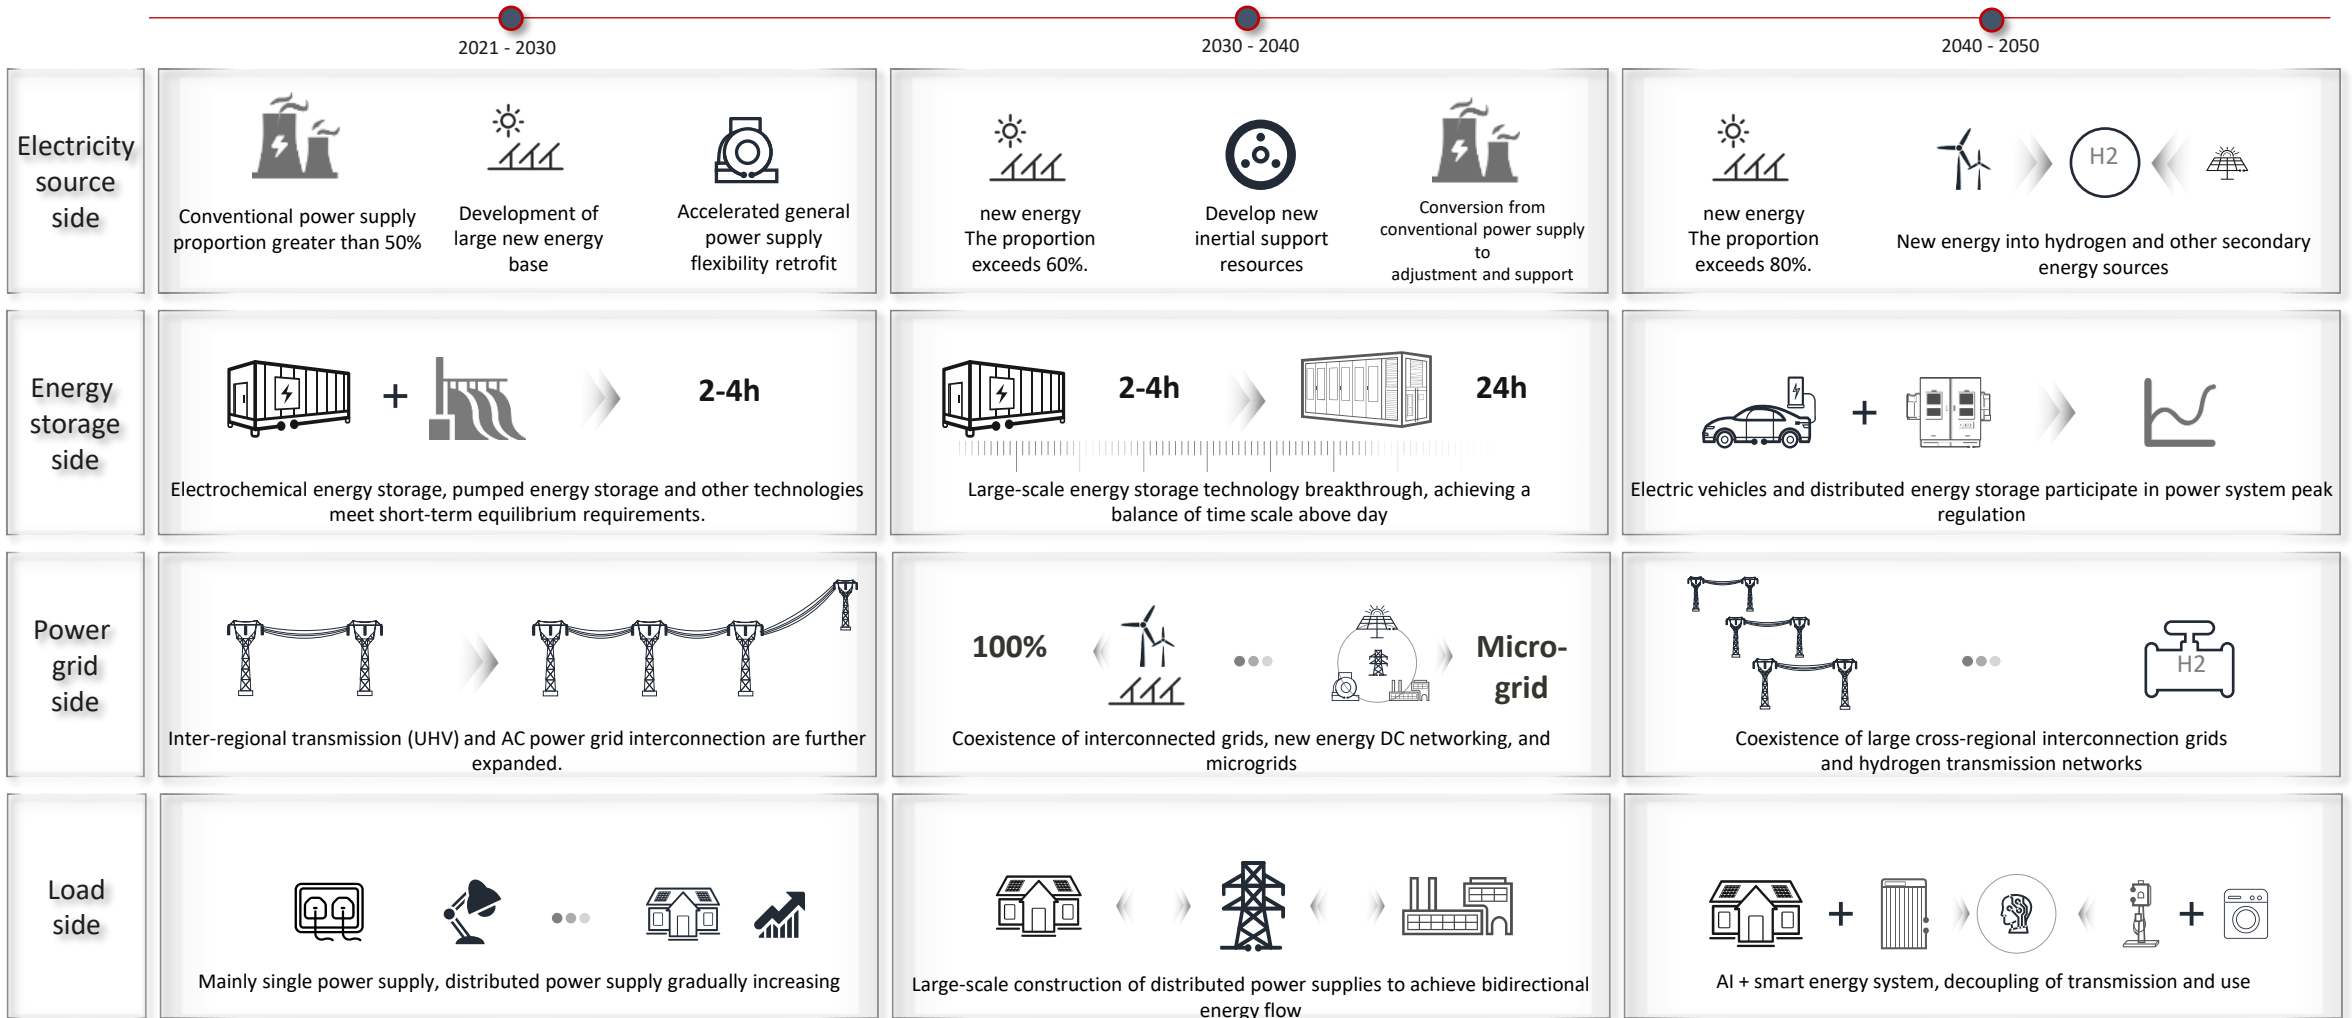 2021 - 2030
2030 - 2040
2040 - 2050
Electricity
source
side
Conventional power supply
proportion greater than 50%
Development of
large new energy
base
Accelerated general
power supply
flexibility retrofit
new energy
The proportion
exceeds 60%.
Develop new
inertial support
resources
Conversion from
conventional power supply
to
adjustment and support
new energy
The proportion
exceeds 80%.
H2
New energy into hydrogen and other secondary
energy sources
Energy
storage
side
+
2-4h
Electrochemical energy storage, pumped energy storage and other technologies
meet short-term equilibrium requirements.
2-4h
24h
Large-scale energy storage technology breakthrough, achieving a
balance of time scale above day
+
Electric vehicles and distributed energy storage participate in power system peak
regulation
Power
grid
side
Inter-regional transmission (UHV) and AC power grid interconnection are further
expanded.
100%
Micro-
grid
Coexistence of interconnected grids, new energy DC networking, and
microgrids
H2
Coexistence of large cross-regional interconnection grids
and hydrogen transmission networks
Load
side
Mainly single power supply, distributed power supply gradually increasing
Large-scale construction of distributed power supplies to achieve bidirectional
energy flow
+
+
AI + smart energy system, decoupling of transmission and use